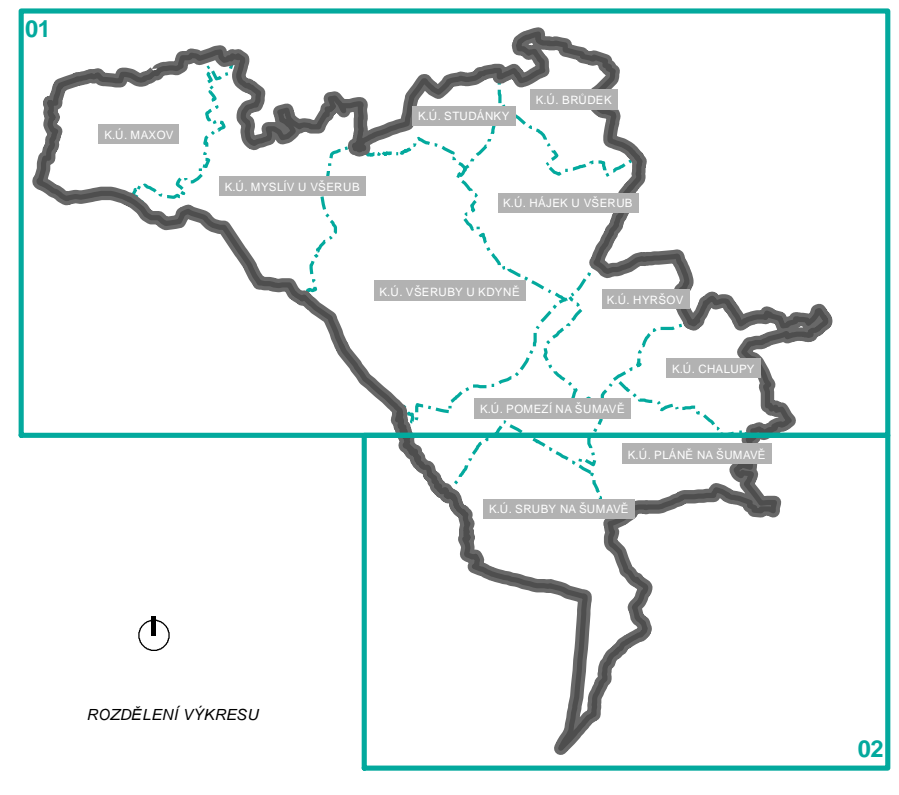 01
K.Ú. BRŮDEK
K.Ú. STUDÁNKY
K.Ú. MAXOV
K.Ú. MYSLÍV U VŠERUB
K.Ú. HÁJEK U VŠERUB
K.Ú. VŠERUBY U KDYNĚ
K.Ú. HYRŠOV
K.Ú. CHALUPY
K.Ú. POMEZÍ NA ŠUMAVĚ
K.Ú. PLÁNĚ NA ŠUMAVĚ
K.Ú. SRUBY NA ŠUMAVĚ
ROZDĚLENÍ VÝKRESU
02